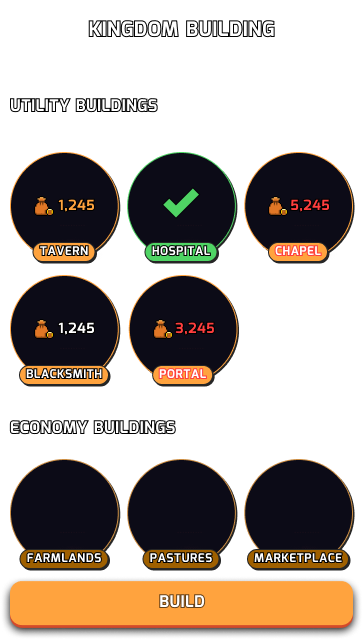 KINGDOM BUILDING
UTILITY BUILDINGS
1,245
5,245
TAVERN
HOSPITAL
CHAPEL
1,245
3,245
BLACKSMITH
PORTAL
ECONOMY BUILDINGS
FARMLANDS
PASTURES
MARKETPLACE
BUILD